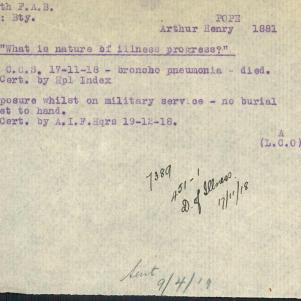 th F.A.B.
: Bty.
POPE
Arthur Henry 1881
"What is nature of illness progress?"
C.C.S. 17-11-18 - broncho pneumonia - died.
Cert. by Hpl Index
posure whilst on military service - no burial
et to hand.
Cert. by A.I.F.Hqrs 19-12-18.
A
(L.C.O)
7389
451-1
D of Illness.
17/11/18
Sent 9/4/19